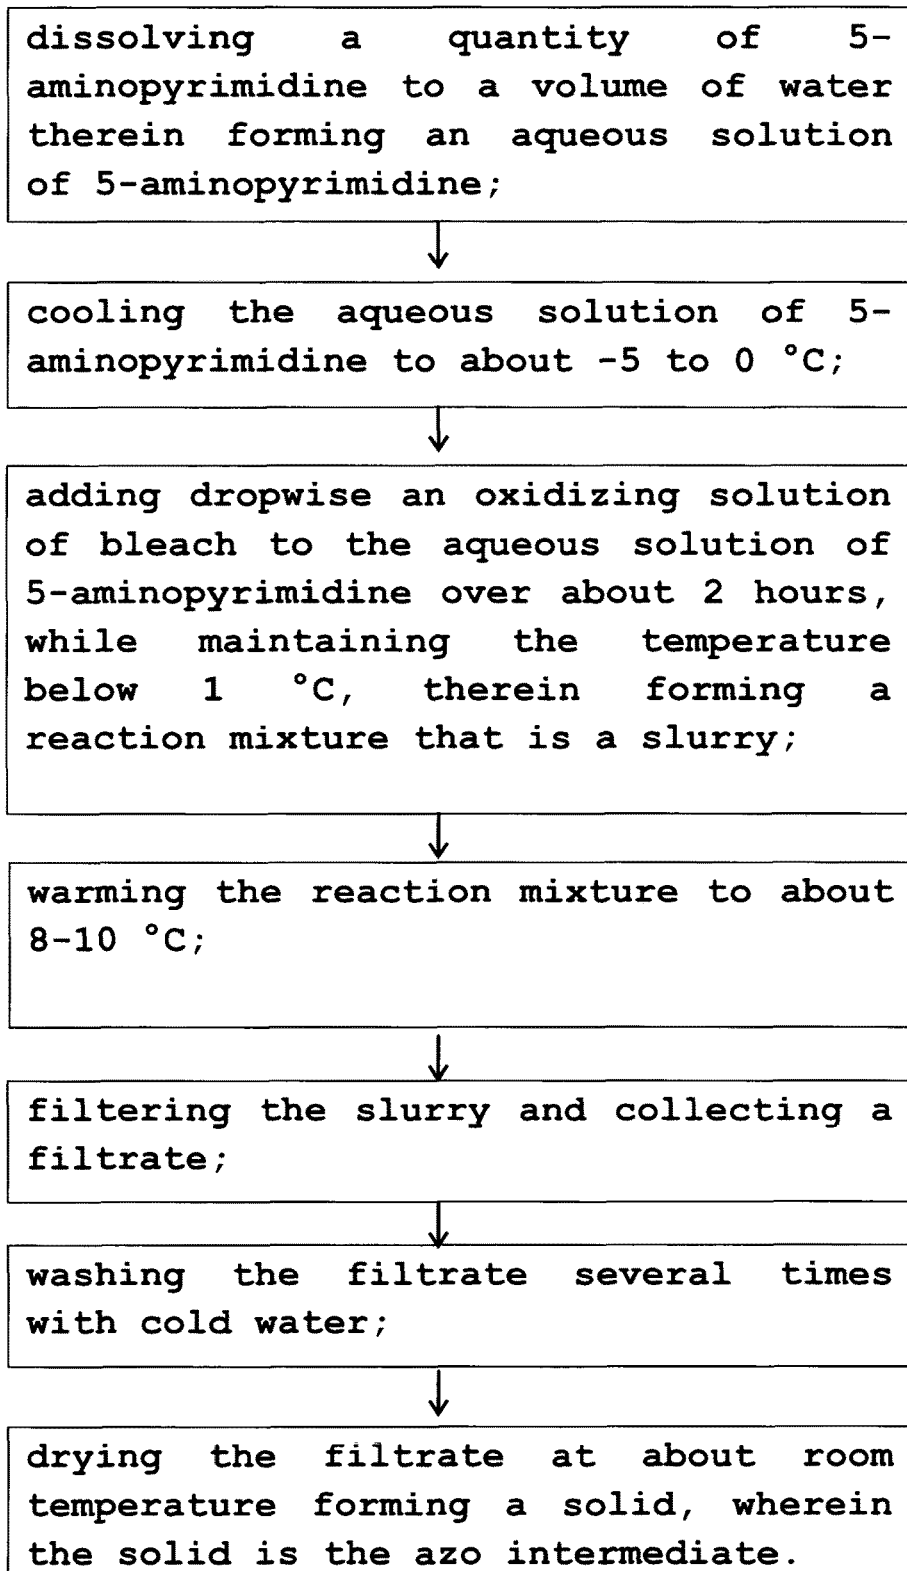 dissolving a quantity of 5-
aminopyrimidine to a volume of water
therein forming an aqueous solution
of 5-aminopyrimidine;
cooling the aqueous solution of 5-
aminopyrimidine to about -5 to 0 °C;
adding dropwise an oxidizing solution
of bleach to the aqueous solution of
5-aminopyrimidine over about 2 hours,
while maintaining the temperature
below 1 °C, therein forming a
reaction mixture that is a slurry;
warming the reaction mixture to about
8-10 °C;
filtering the slurry and collecting a
filtrate;
washing the filtrate several times
with cold water;
drying the filtrate at about room
temperature forming a solid, wherein
the solid is the azo intermediate.